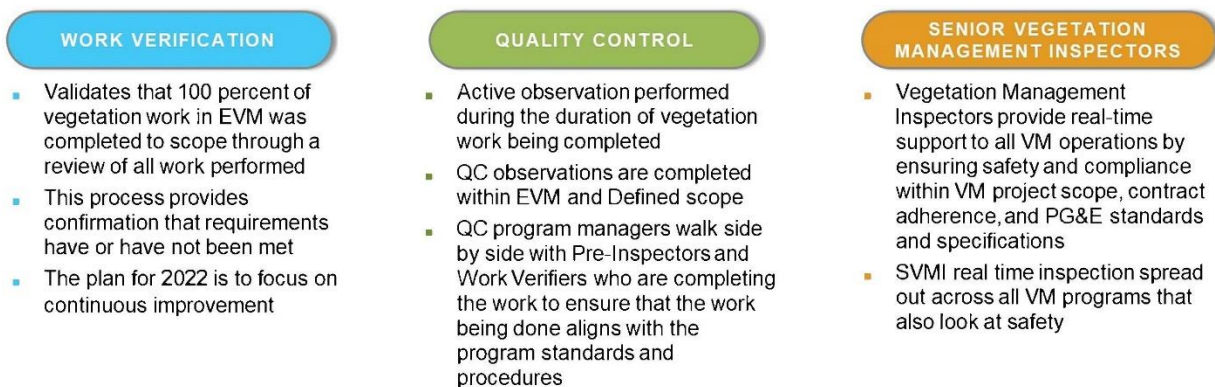 WORK VERIFICATION
Validates that 100 percent of
vegetation work in EVM was
completed to scope through a
review of all work performed
This process provides
confirmation that requirements
have or have not been met
The plan for 2022 is to focus on
continuous improvement
QUALITY CONTROL
Active observation performed
during the duration of vegetation
work being completed
QC observations are completed
within EVM and Defined scope
QC program managers walk side
by side with Pre-Inspectors and
Work Verifiers who are completing
the work to ensure that the work
being done aligns with the
program standards and
procedures
SENIOR VEGETATION
MANAGEMENT INSPECTORS
Vegetation Management
Inspectors provide real-time
support to all VM operations by
ensuring safety and compliance
within VM project scope, contract
adherence, and PG&E standards
and specifications
SVMI real time inspection spread
out across all VM programs that
also look at safety